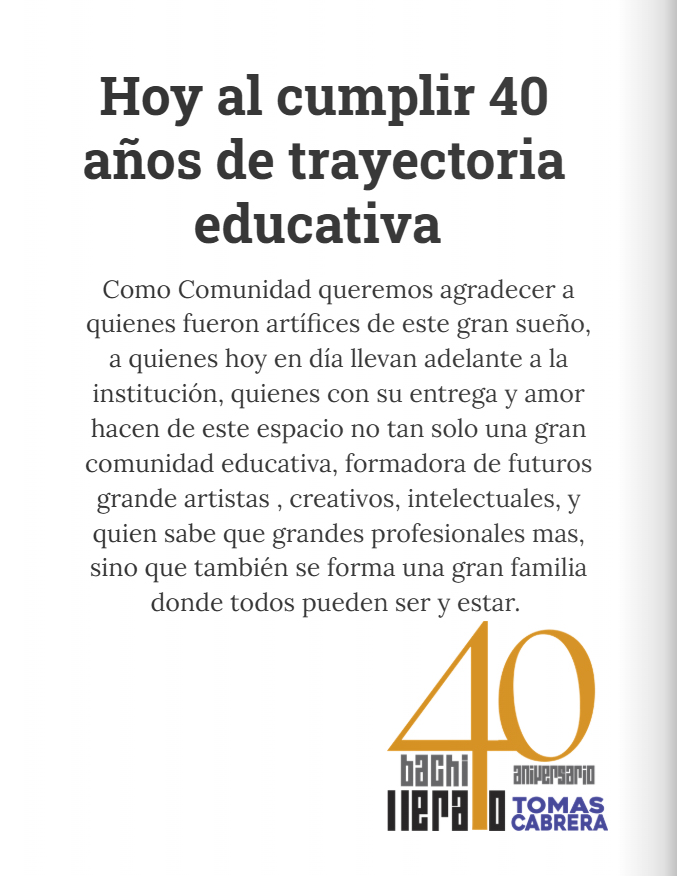 Hoy al cumplir 40
años de trayectoria
educativa
Como Comunidad queremos agradecer a
quienes fueron artífices de este gran sueño,
a quienes hoy en día llevan adelante a la
institución, quienes con su entrega y amor
hacen de este espacio no tan solo una gran
comunidad educativa, formadora de futuros
grande artistas , creativos, intelectuales, y
quien sabe que grandes profesionales mas,
sino que también se forma una gran familia
donde todos pueden ser y estar.
40
bachi
llerato
aniversario
TOMAS
CABRERA